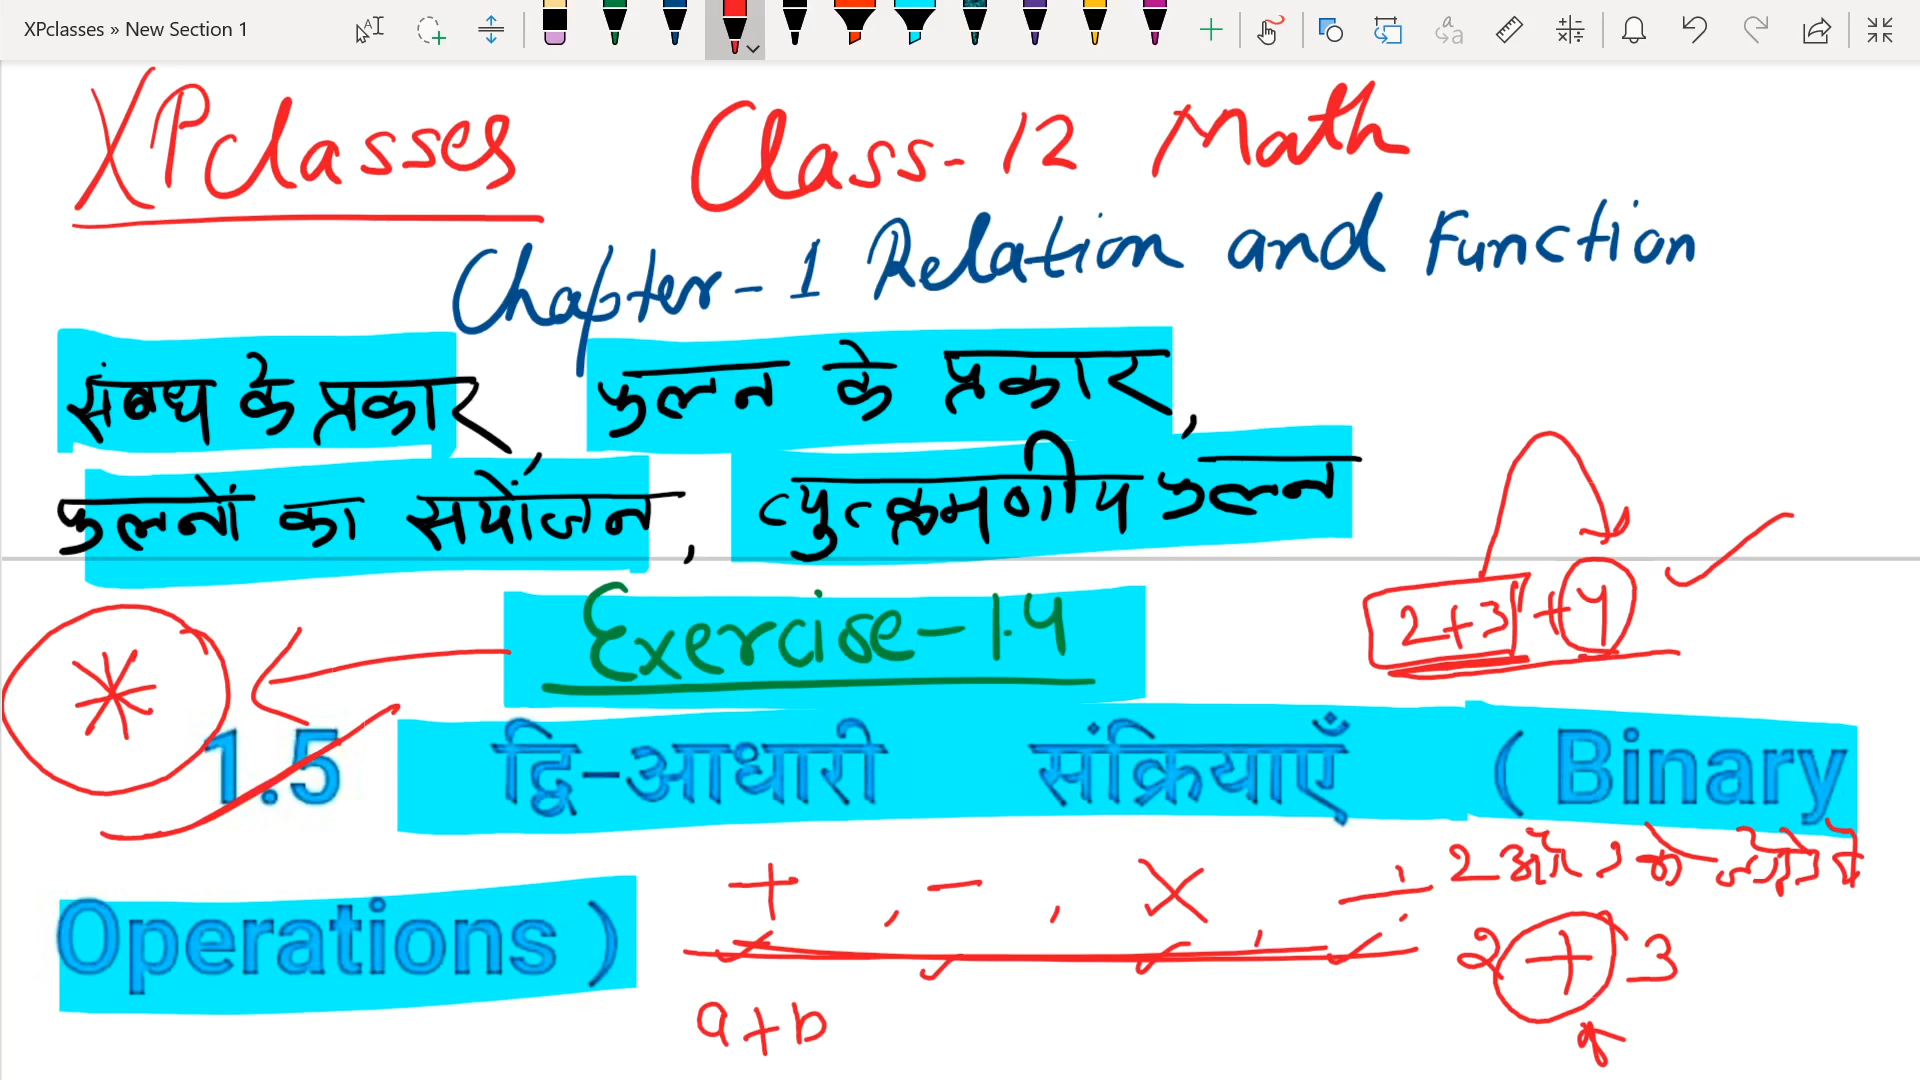 XPclasses » New Section 1
XPclasses Class-12 Math
Chapter-1 Relation and Function
संबंध के प्रकार, फलन के प्रकार,
फलनों का संयोजन, व्युत्क्रमणीय फलन
Exercise-1.4
2+3 +4
*
1.5 द्वि-आधारी संक्रियाएँ ( Binary
Operations )
+ , - , × , ÷
2 और 3 को जोड़ने
2 + 3
a+b